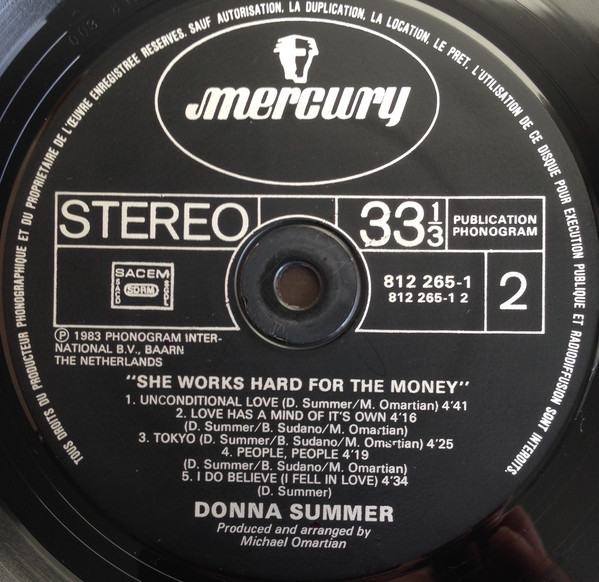 TOUS DROITS DU PRODUCTEUR PHONOGRAPHIQUE ET DU PROPRIETAIRE DE L'ŒUVRE ENREGISTREE RESERVES. SAUF AUTORISATION, LA DUPLICATION, LA LOCATION, LE PRET, L'UTILISATION DE CE DISQUE POUR EXECUTION PUBLIQUE ET RADIODIFFUSION SONT INTERDITS.
mercury
STEREO 33 1/3 PUBLICATION
PHONOGRAM
SACEM
SACD SDRM SGDL
812 265-1
812 265-1 2
2
Ⓟ 1983 PHONOGRAM INTER-
NATIONAL B.V., BAARN
THE NETHERLANDS
"SHE WORKS HARD FOR THE MONEY"
1. UNCONDITIONAL LOVE (D. Summer/M. Omartian) 4'41
2. LOVE HAS A MIND OF IT'S OWN 4'16
(D. Summer/B. Sudano/M. Omartian)
3. TOKYO (D. Summer/B. Sudano/M. Omartian) 4'25
4. PEOPLE, PEOPLE 4'19
(D. Summer/B. Sudano/M. Omartian)
5. I DO BELIEVE (I FELL IN LOVE) 4'34
(D. Summer)
DONNA SUMMER
Produced and arranged by
Michael Omartian